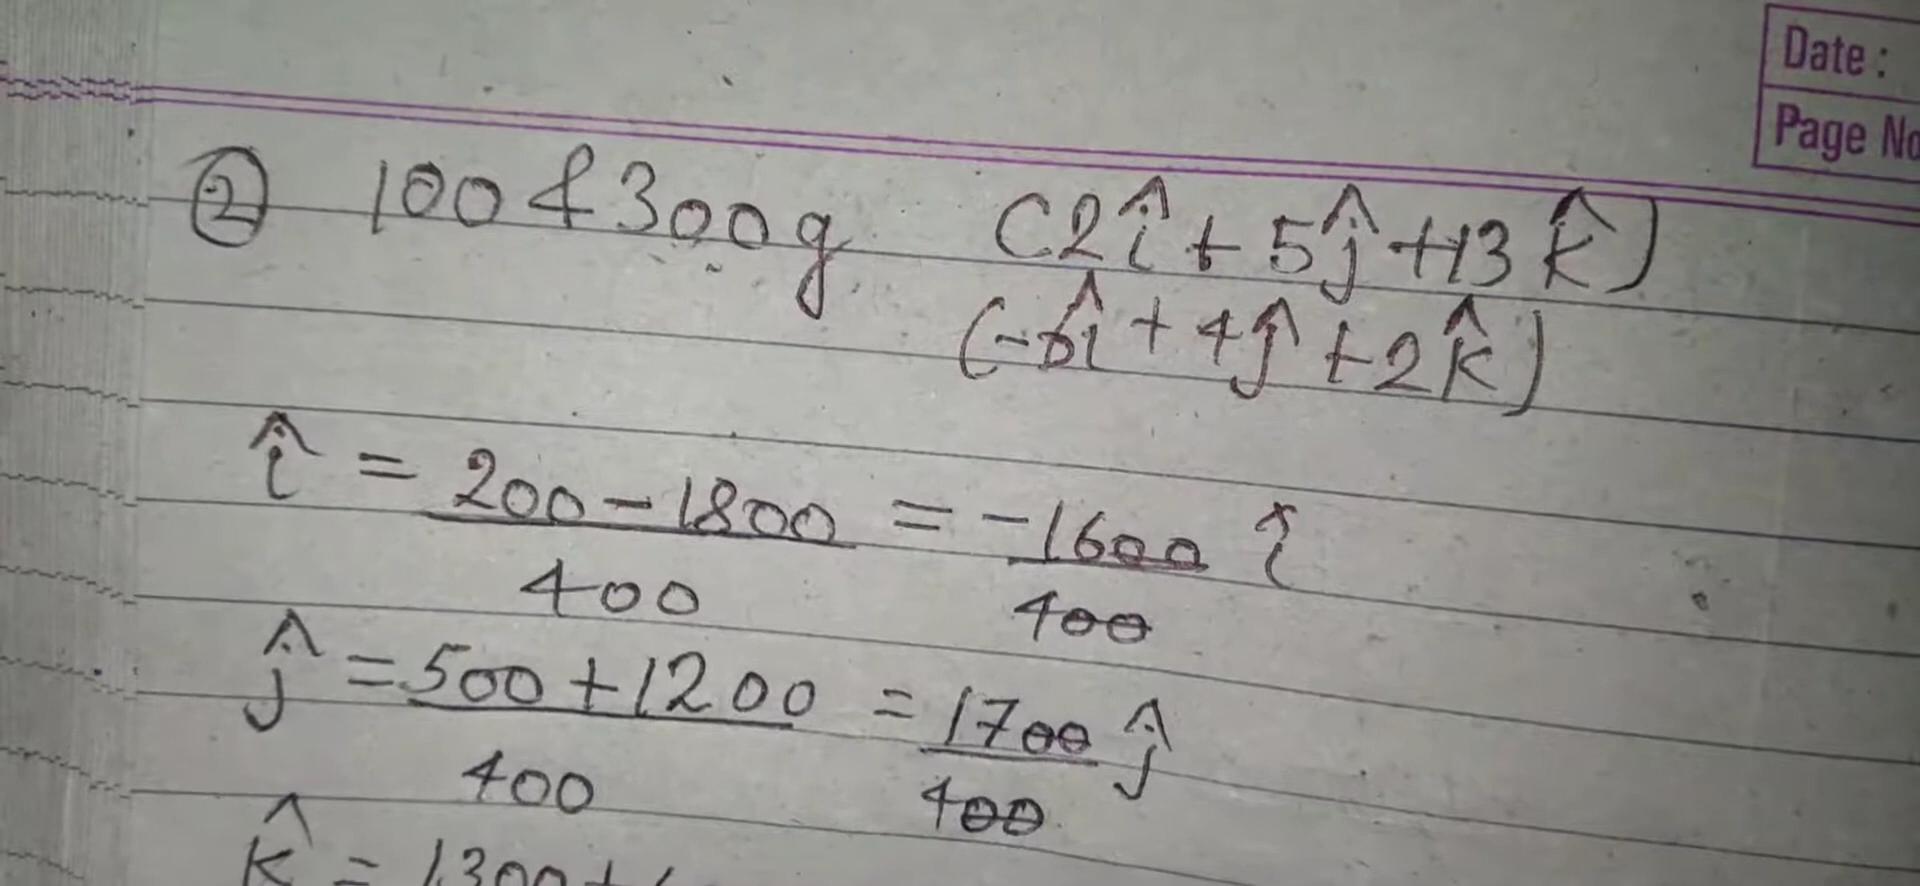 Date :
Page No
② 100 & 300g (2î + 5ĵ + 13k̂)
(-6î + 4ĵ + 2k̂)
î = 200 - 1800 = -1600 î
400 400
ĵ = 500 + 1200 = 1700 ĵ
400 400
k̂ = 1300 +